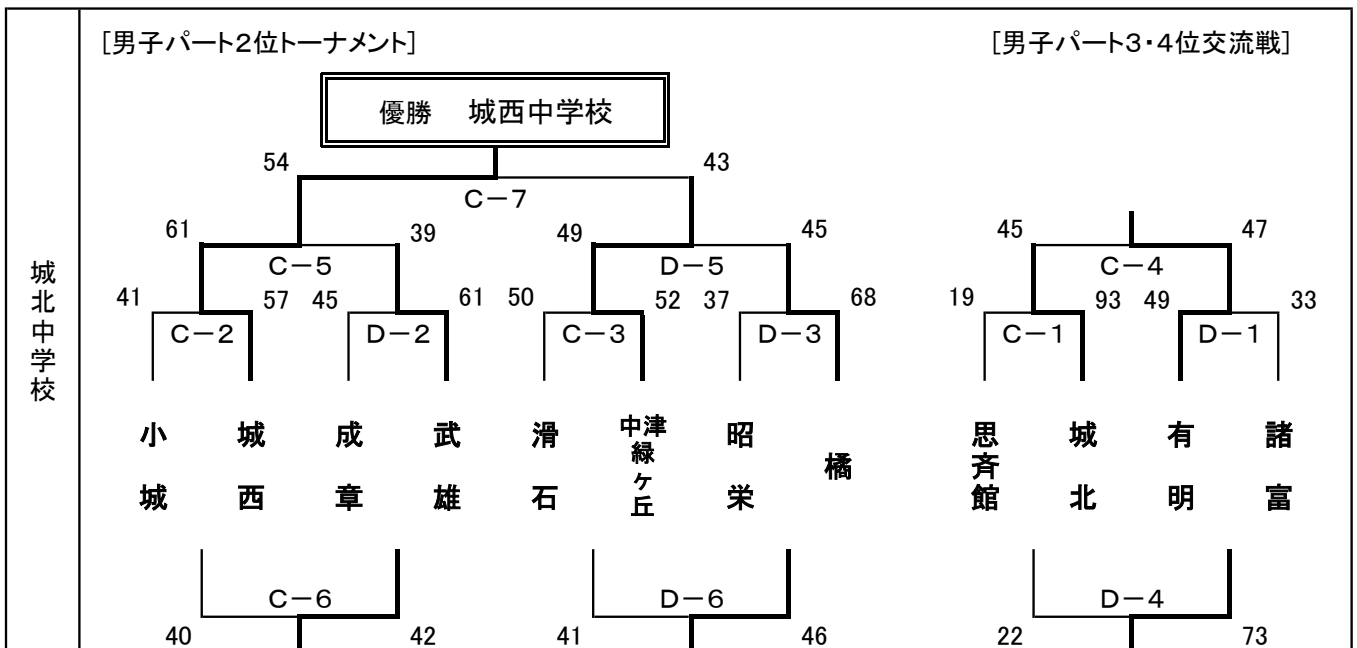 [男子パート2位トーナメント]
[男子パート3・4位交流戦]
優勝 城西中学校
54 43
C-7
61 39 49 45 45 47
C-5 D-5 C-4
41 57 45 61 50 52 37 68 19 93 49 33
C-2 D-2 C-3 D-3 C-1 D-1
城北中学校
小城
城西
成章
武雄
滑石
中津緑ヶ丘
昭栄
橘
思斉館
城北
有明
諸富
C-6 D-6 D-4
40 42 41 46 22 73